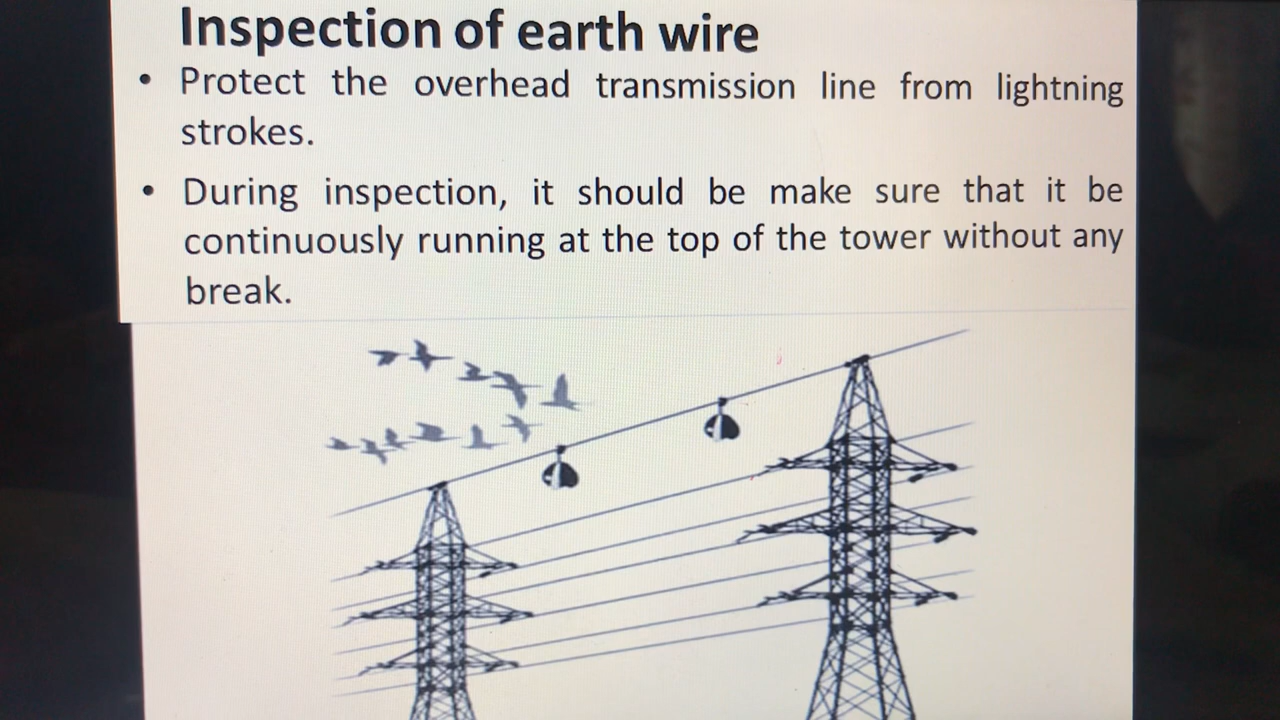 Inspection of earth wire
• Protect the overhead transmission line from lightning
strokes.
• During inspection, it should be make sure that it be
continuously running at the top of the tower without any
break.